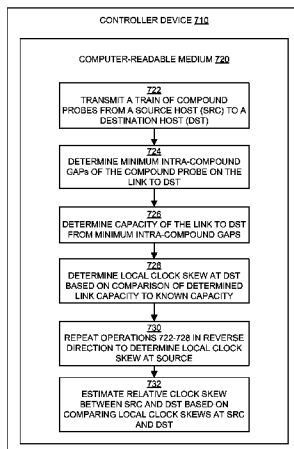 CONTROLLER DEVICE 710
COMPUTER-READABLE MEDIUM 720
722
TRANSMIT A TRAIN OF COMPOUND
PROBES FROM A SOURCE HOST (SRC) TO A
DESTINATION HOST (DST)
724
DETERMINE MINIMUM INTRA-COMPOUND
GAPs OF THE COMPOUND PROBE ON THE
LINK TO DST
726
DETERMINE CAPACITY OF THE LINK TO DST
FROM MINIMUM INTRA-COMPOUND GAPS
728
DETERMINE LOCAL CLOCK SKEW AT DST
BASED ON COMPARISON OF DETERMINED
LINK CAPACITY TO KNOWN CAPACITY
730
REPEAT OPERATIONS 722-728 IN REVERSE
DIRECTION TO DETERMINE LOCAL CLOCK
SKEW AT SOURCE
732
ESTIMATE RELATIVE CLOCK SKEW
BETWEEN SRC AND DST BASED ON
COMPARING LOCAL CLOCK SKEWS AT SRC
AND DST